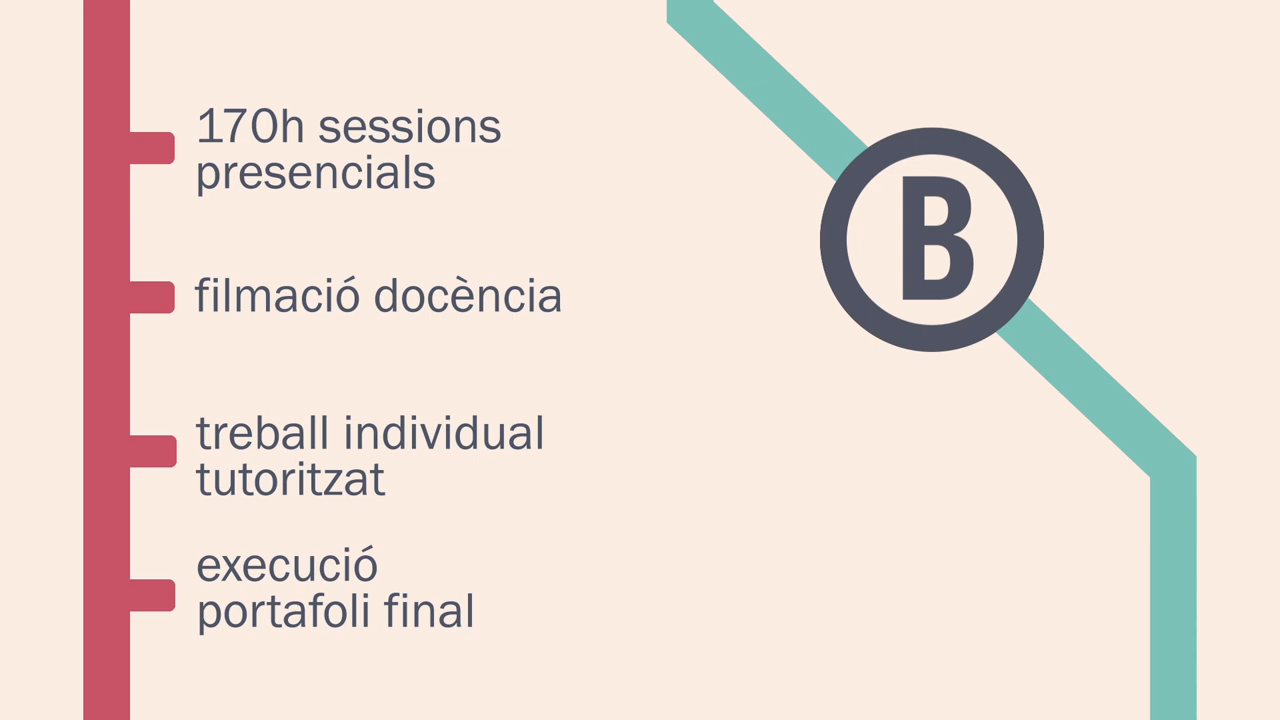 170h sessions
presencials
filmació docència
treball individual
tutoritzat
execució
portafoli final
B